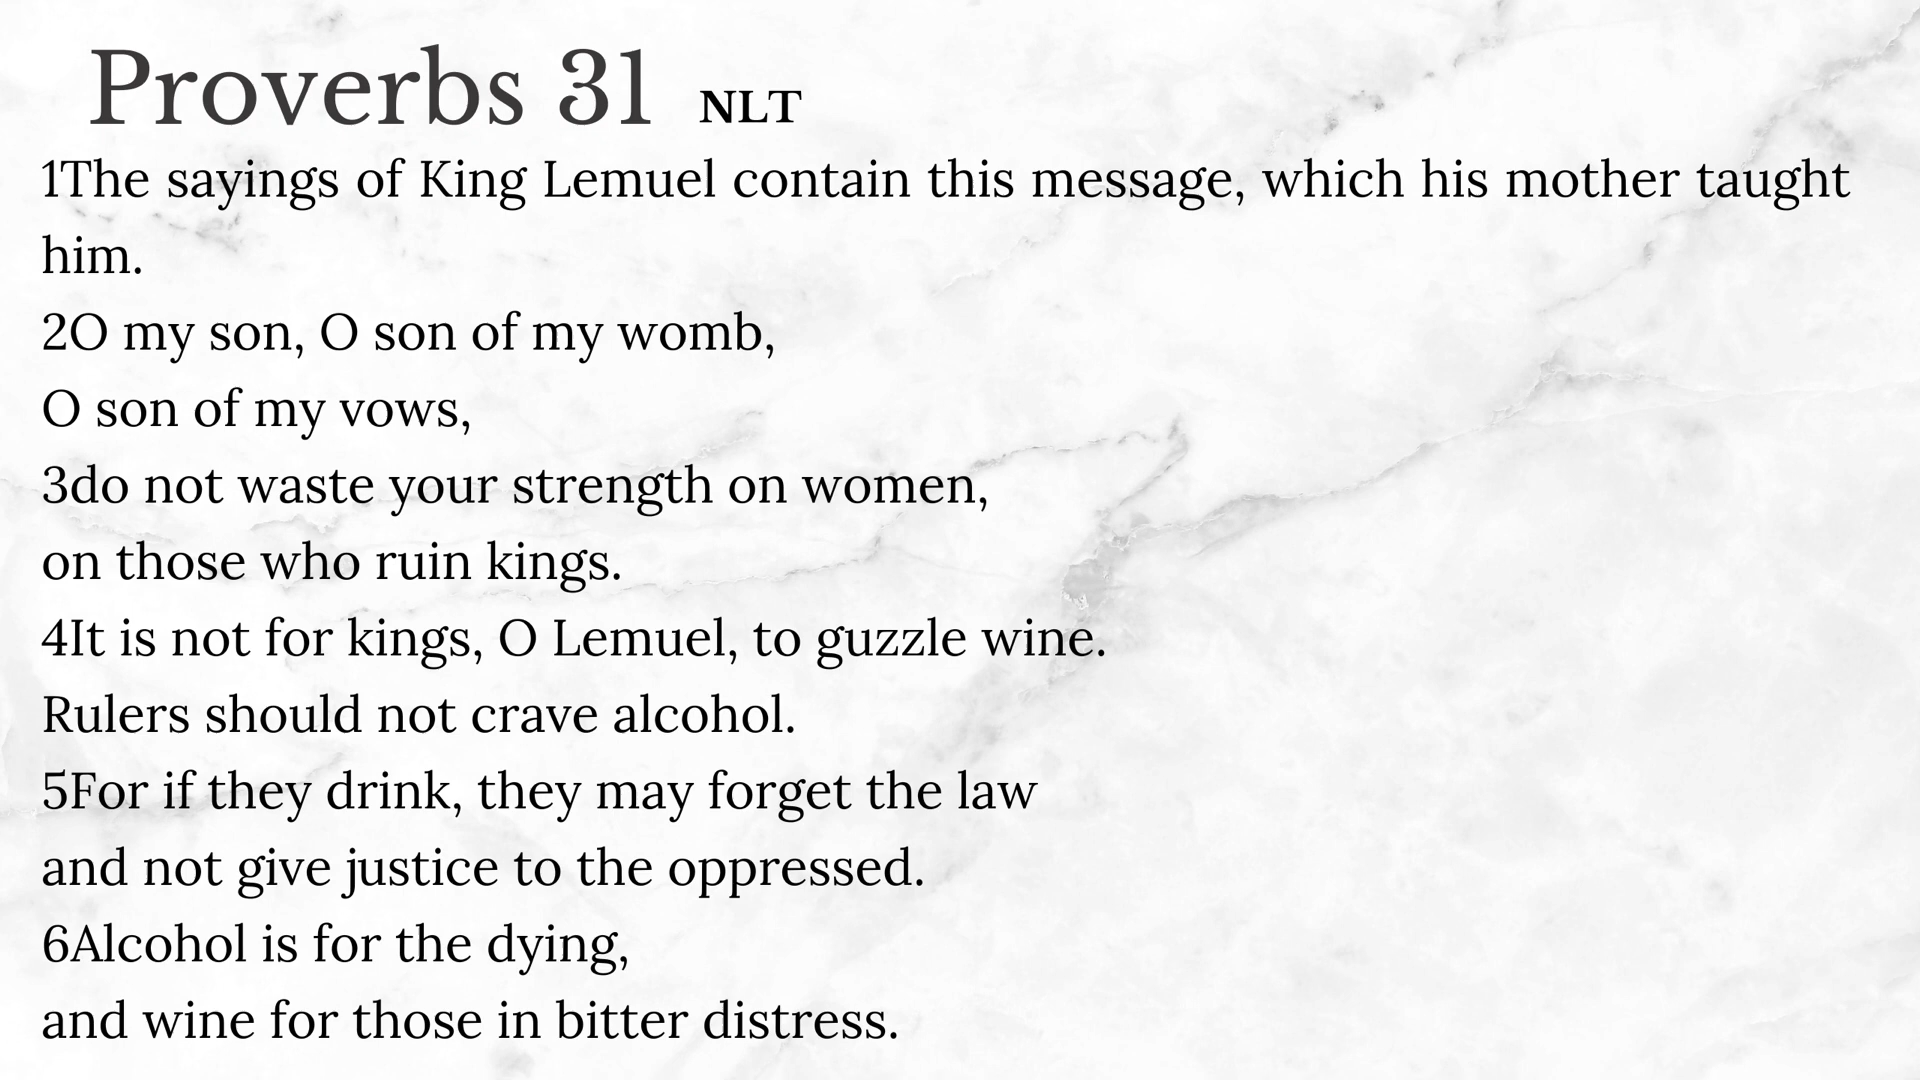 Proverbs 31 NLT
1The sayings of King Lemuel contain this message, which his mother taught
him.
2O my son, O son of my womb,
O son of my vows,
3do not waste your strength on women,
on those who ruin kings.
4It is not for kings, O Lemuel, to guzzle wine.
Rulers should not crave alcohol.
5For if they drink, they may forget the law
and not give justice to the oppressed.
6Alcohol is for the dying,
and wine for those in bitter distress.